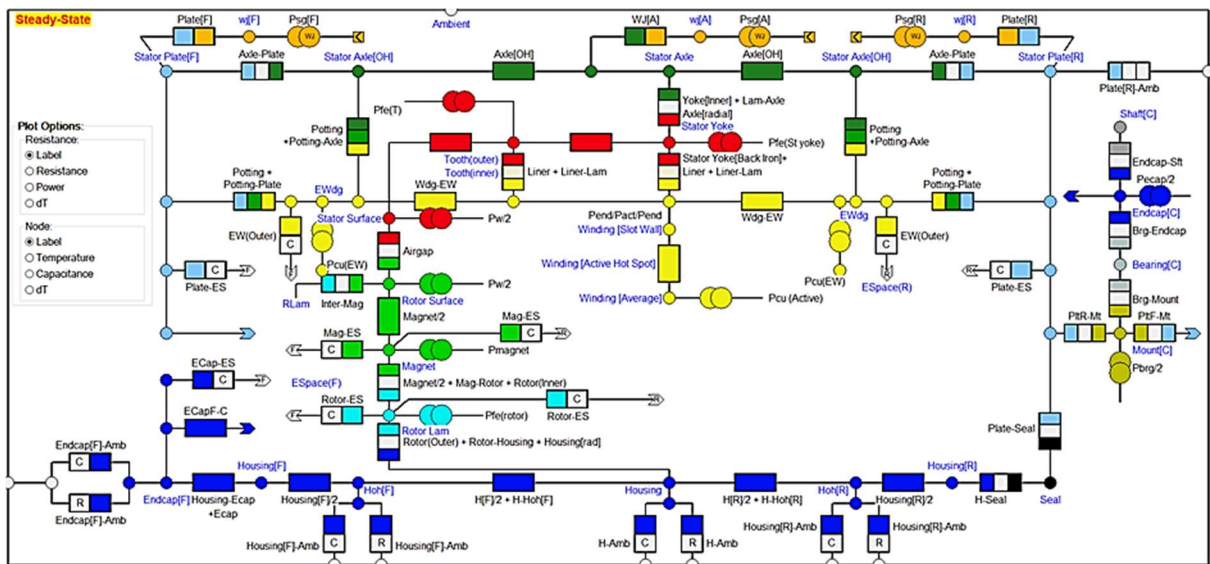 Steady-State
Plate[F]
wj[F]
Psg[F]
WJ
Ambient
WJ[A]
wj[A]
Psg[A]
WJ
Psg[R]
wj[R]
Plate[R]
WJ
Stator Plate[F]
Axle-Plate
Stator Axle[OH]
Axle[OH]
Stator Axle
Axle[OH]
Stator Axle[OH]
Axle-Plate
Stator Plate[R]
Plate[R]-Amb
Plot Options:
Resistance:
Label
Resistance
Power
dT
Node:
Label
Temperature
Capacitance
dT
Potting
+Potting-Axle
Pfe(T)
Yoke[Inner] + Lam-Axle
Axle[radial]
Stator Yoke
Pfe(St yoke)
Potting
+Potting-Axle
Shaft[C]
Endcap-Sft
Pecap/2
Endcap[C]
Brg-Endcap
Bearing[C]
Brg-Mount
Potting +
Potting-Plate
EWdg
Tooth(outer)
Tooth(inner)
Liner + Liner-Lam
Stator Yoke[Back Iron]+
Liner + Liner-Lam
Wdg-EW
Wdg-EW
EWdg
Potting +
Potting-Plate
Stator Surface
Pw/2
Pend/Pact/Pend
Winding [Slot Wall]
EW(Outer)
C
F
Pcu(EW)
Airgap
Winding [Active Hot Spot]
Pcu(EW)
EW(Outer)
C
R
ESpace(R)
Plate-ES
C
F
RLam
Inter-Mag
Rotor Surface
Pw/2
Winding [Average]
Pcu (Active)
R
C
Plate-ES
Magnet/2
Mag-ES
C
R
Mag-ES
F
C
Pmagnet
Magnet
PltR-Mt
PltF-Mt
Mount[C]
Pbrg/2
ECap-ES
C
F
ESpace(F)
Magnet/2 + Mag-Rotor + Rotor(Inner)
Rotor-ES
F
C
Pfe(rotor)
C
R
Rotor-ES
ECapF-C
Rotor Lam
Rotor(Outer) + Rotor-Housing + Housing[rad]
Plate-Seal
Endcap[F]-Amb
C
R
Endcap[F]-Amb
Endcap[F]
Housing-Ecap
+Ecap
Housing[F]
Housing[F]/2
Hoh[F]
H[F]/2 + H-Hoh[F]
Housing
H[R]/2 + H-Hoh[R]
Hoh[R]
Housing[R]/2
Housing[R]
H-Seal
Seal
Housing[F]-Amb
C
R
Housing[F]-Amb
H-Amb
C
R
H-Amb
Housing[R]-Amb
C
R
Housing[R]-Amb